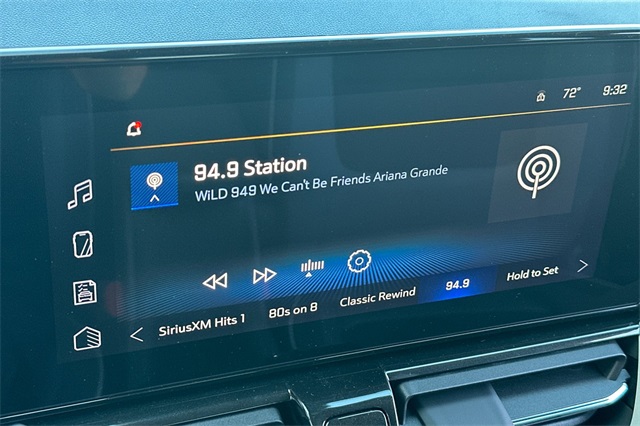 72° 9:32
94.9 Station
WiLD 949 We Can't Be Friends Ariana Grande
SiriusXM Hits 1 80s on 8 Classic Rewind 94.9 Hold to Set